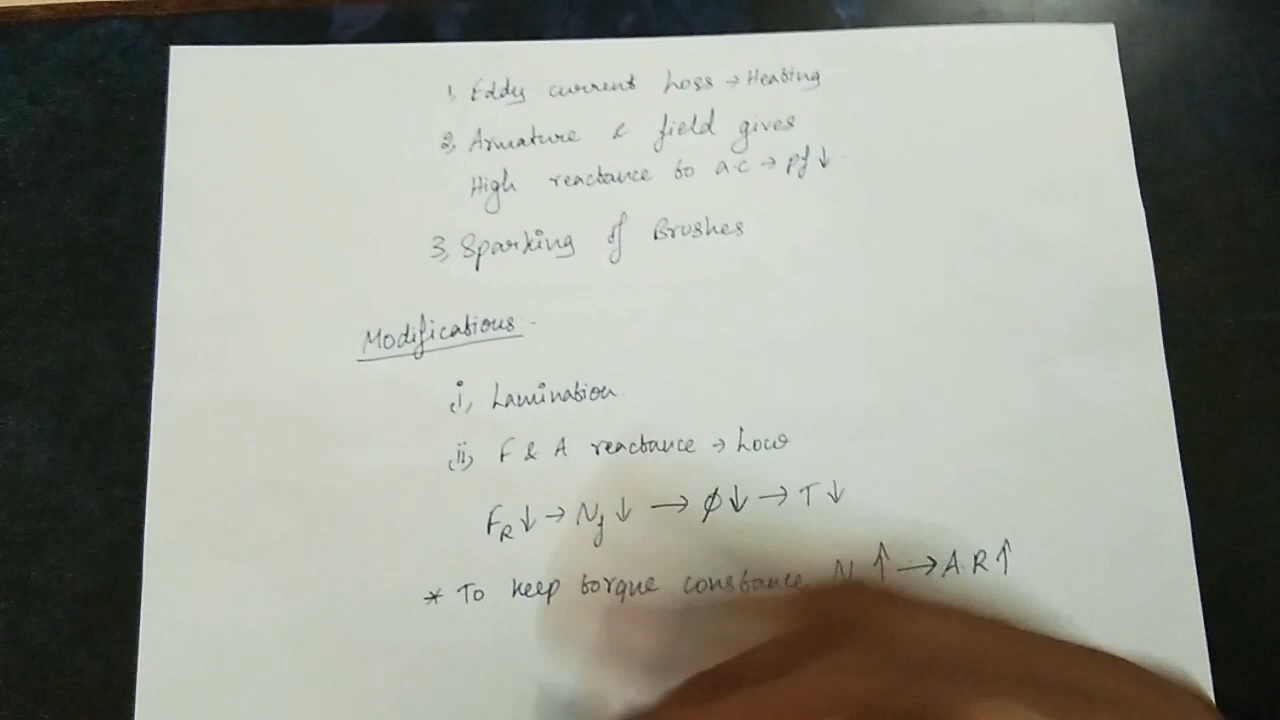 1, Eddy current Loss → Heating
2, Armature & field gives
High reactance to a.c → pf ↓.
3, Sparking of Brushes
Modifications -
i, Lamination.
ii, F & A reactance → Low
F_R ↓ → N_f ↓ → φ ↓ → T ↓
* To keep torque constance ↑ → A R ↑